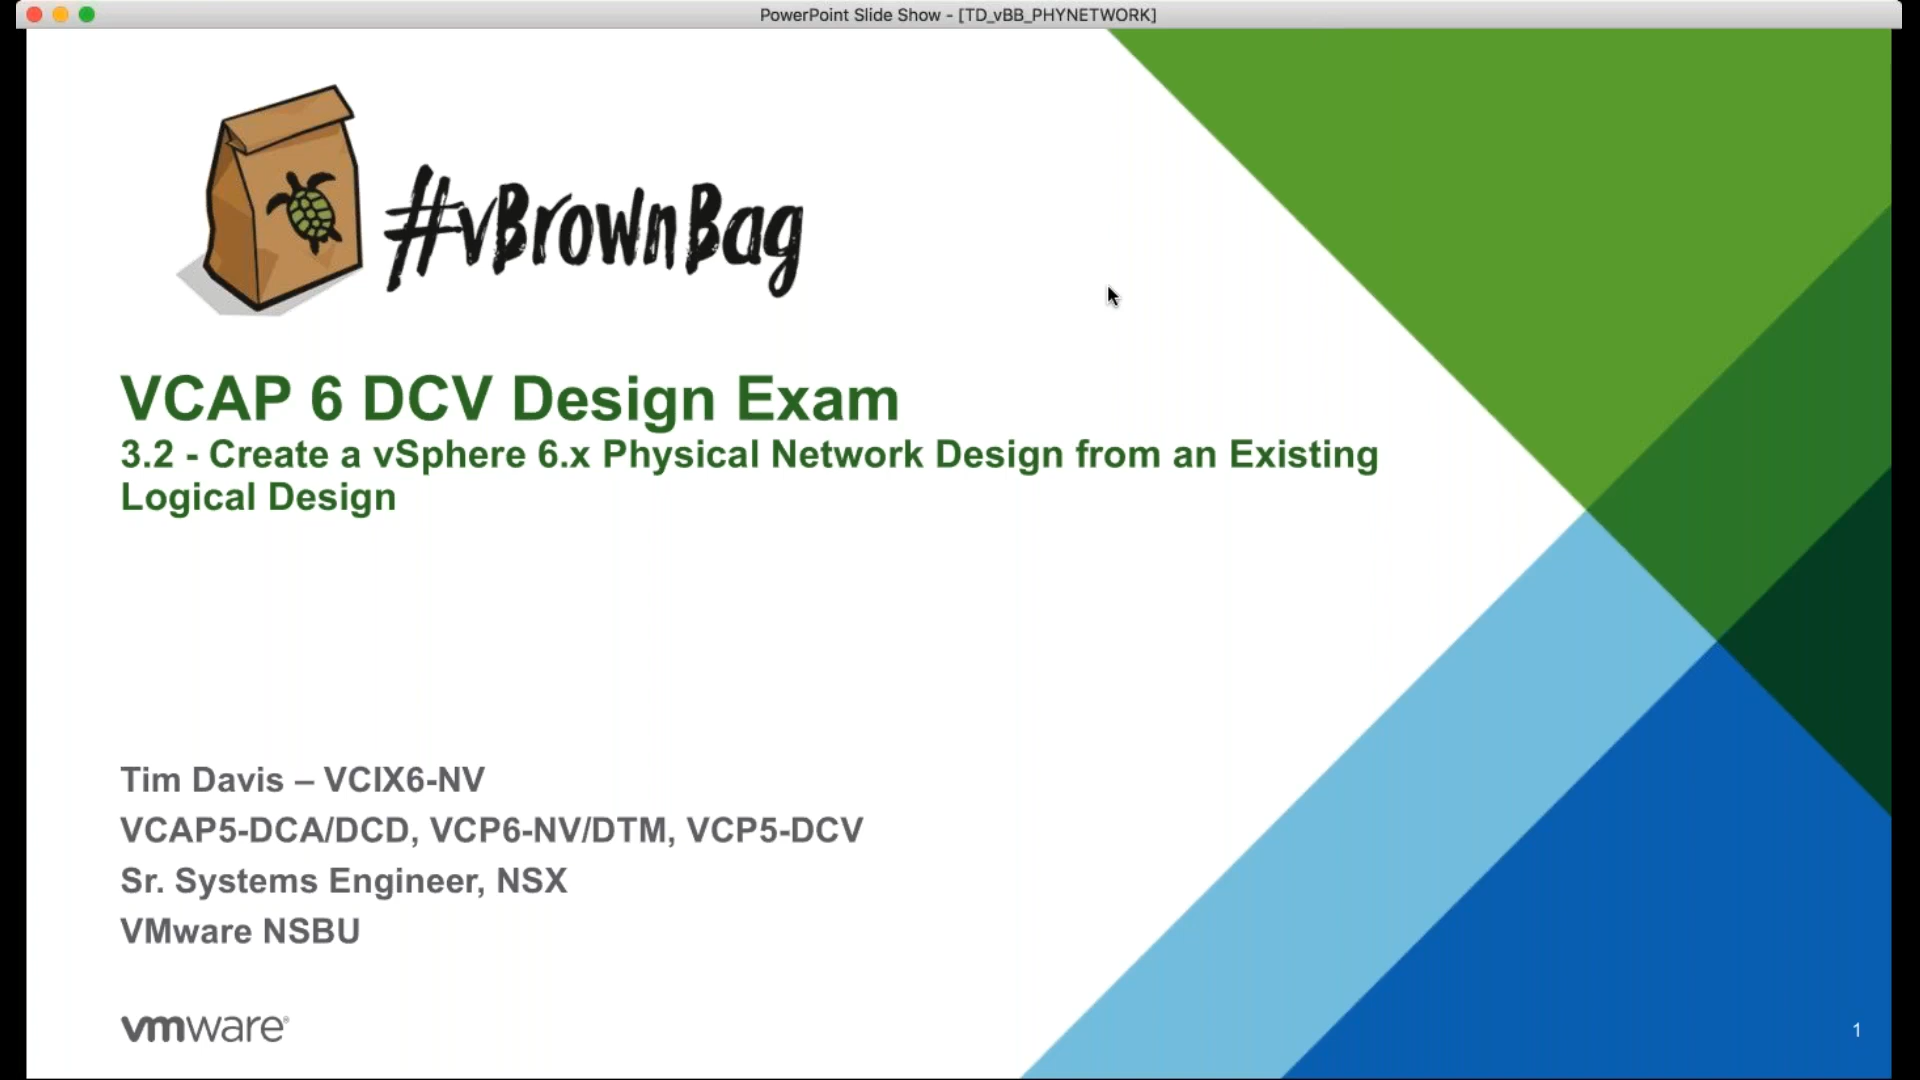 PowerPoint Slide Show - [TD_vBB_PHYNETWORK]
#vBrownBag
VCAP 6 DCV Design Exam
3.2 - Create a vSphere 6.x Physical Network Design from an Existing
Logical Design
Tim Davis – VCIX6-NV
VCAP5-DCA/DCD, VCP6-NV/DTM, VCP5-DCV
Sr. Systems Engineer, NSX
VMware NSBU
vmware®
1